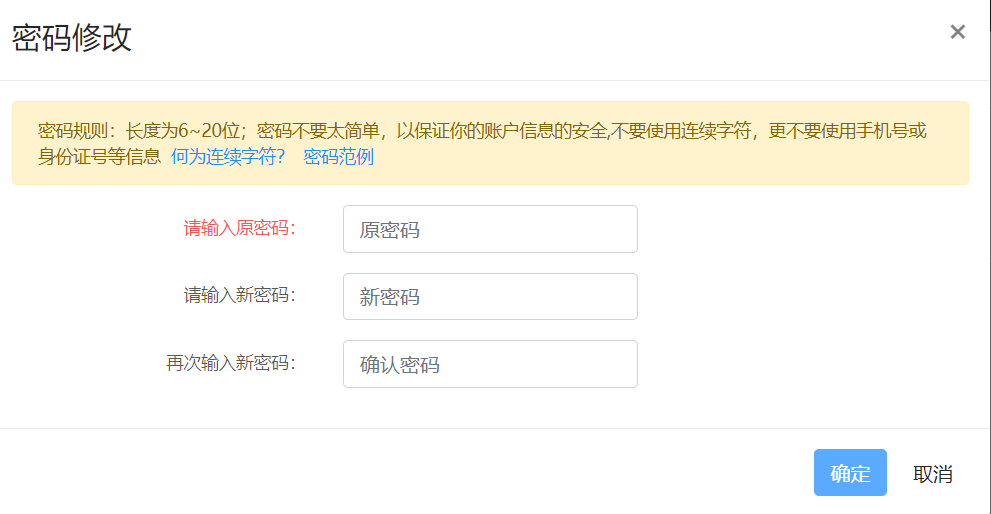 密码修改
×
密码规则：长度为6~20位；密码不要太简单，以保证你的账户信息的安全,不要使用连续字符，更不要使用手机号或
身份证号等信息 何为连续字符？ 密码范例
请输入原密码： 原密码
请输入新密码： 新密码
再次输入新密码： 确认密码
确定 取消